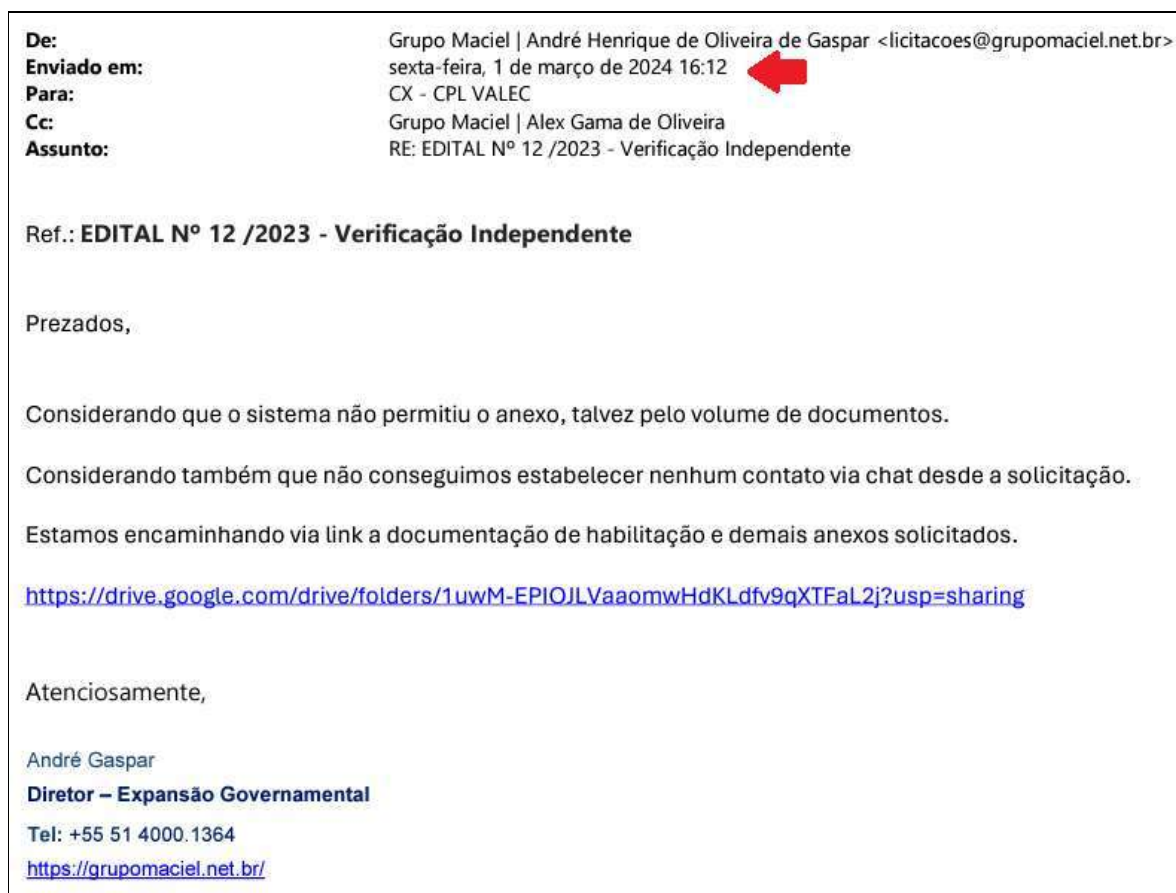 De: Grupo Maciel | André Henrique de Oliveira de Gaspar <licitacoes@grupomaciel.net.br>
Enviado em: sexta-feira, 1 de março de 2024 16:12
Para: CX - CPL VALEC
Cc: Grupo Maciel | Alex Gama de Oliveira
Assunto: RE: EDITAL Nº 12 /2023 - Verificação Independente
Ref.: EDITAL Nº 12 /2023 - Verificação Independente
Prezados,
Considerando que o sistema não permitiu o anexo, talvez pelo volume de documentos.
Considerando também que não conseguimos estabelecer nenhum contato via chat desde a solicitação.
Estamos encaminhando via link a documentação de habilitação e demais anexos solicitados.
https://drive.google.com/drive/folders/1uwM-EPIOJLVaaomwHdKLdfv9qXTFaL2j?usp=sharing
Atenciosamente,
André Gaspar
Diretor – Expansão Governamental
Tel: +55 51 4000.1364
https://grupomaciel.net.br/